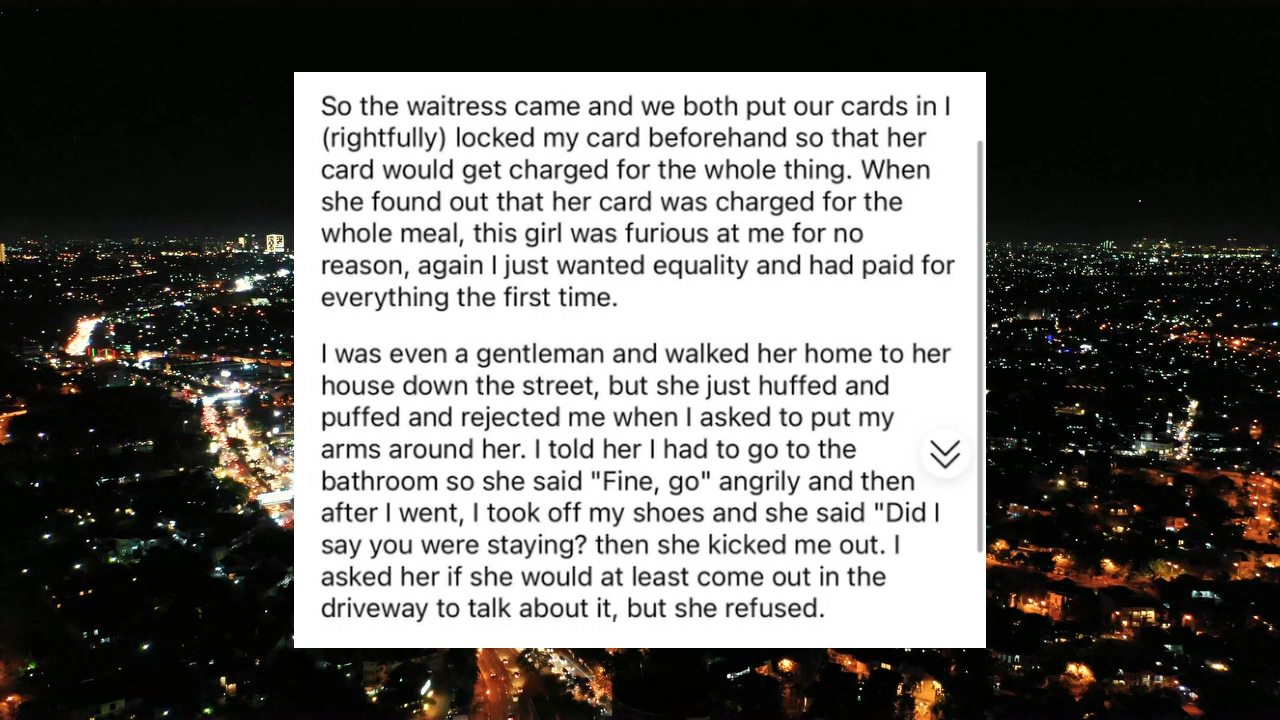 So the waitress came and we both put our cards in I
(rightfully) locked my card beforehand so that her
card would get charged for the whole thing. When
she found out that her card was charged for the
whole meal, this girl was furious at me for no
reason, again I just wanted equality and had paid for
everything the first time.
I was even a gentleman and walked her home to her
house down the street, but she just huffed and
puffed and rejected me when I asked to put my
arms around her. I told her I had to go to the
bathroom so she said "Fine, go" angrily and then
after I went, I took off my shoes and she said "Did I
say you were staying? then she kicked me out. I
asked her if she would at least come out in the
driveway to talk about it, but she refused.